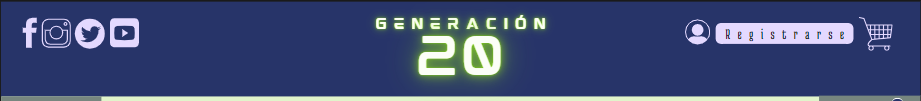 GENERACIÓN
20
Registrarse